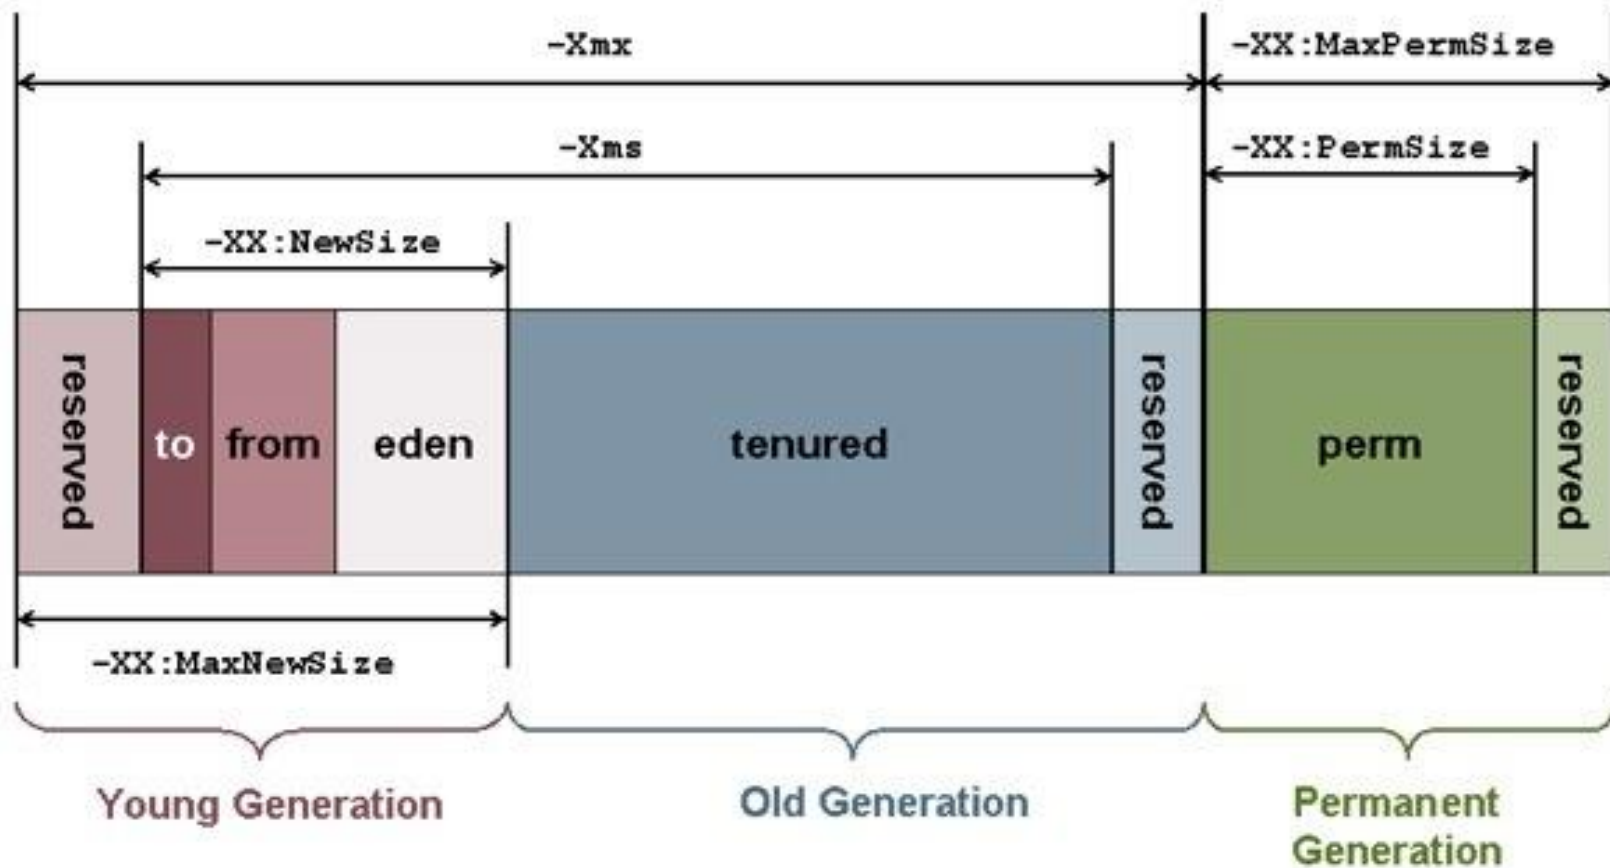 -Xmx
-XX:MaxPermSize
-Xms
-XX:PermSize
-XX:NewSize
reserved
to
from
eden
tenured
reserved
perm
reserved
-XX:MaxNewSize
Young Generation
Old Generation
Permanent
Generation